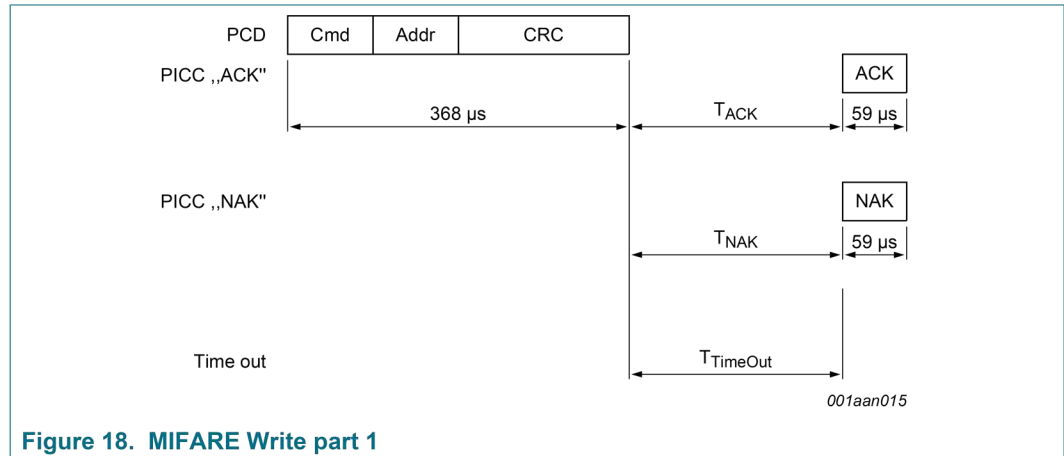 PCD Cmd Addr CRC
PICC ,,ACK" ACK
368 µs TACK 59 µs
PICC ,,NAK" NAK
TNAK 59 µs
Time out TTimeOut
001aan015
Figure 18. MIFARE Write part 1